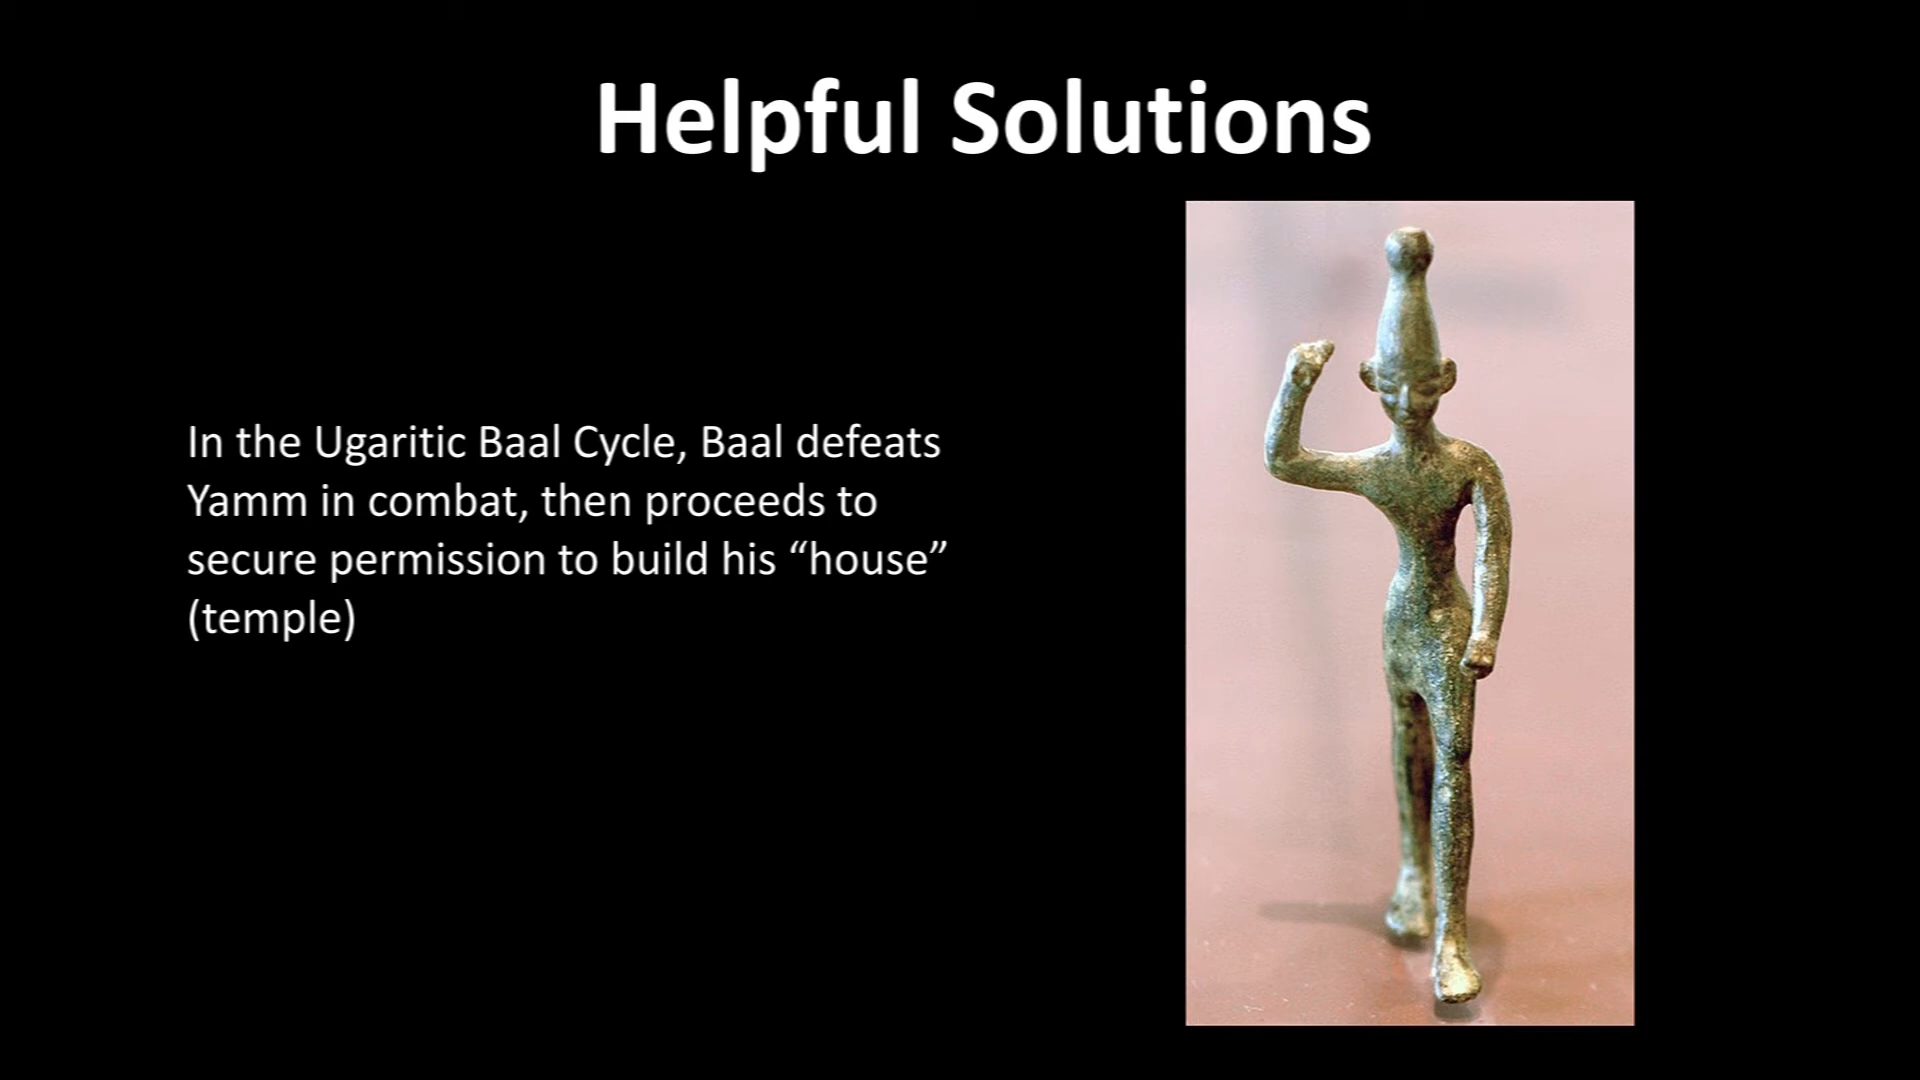 Helpful Solutions
In the Ugaritic Baal Cycle, Baal defeats
Yamm in combat, then proceeds to
secure permission to build his “house”
(temple)